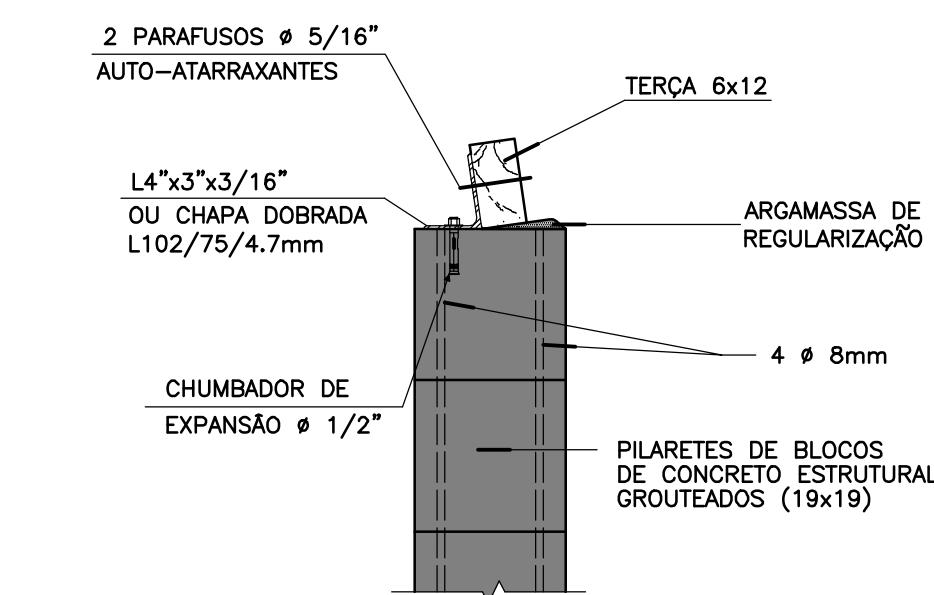 2 PARAFUSOS ø 5/16”
AUTO-ATARRAXANTES
TERÇA 6x12
L4”x3”x3/16”
OU CHAPA DOBRADA
L102/75/4.7mm
ARGAMASSA DE
REGULARIZAÇÃO
4 ø 8mm
CHUMBADOR DE
EXPANSÃO ø 1/2”
PILARETES DE BLOCOS
DE CONCRETO ESTRUTURAL
GROUTEADOS (19x19)